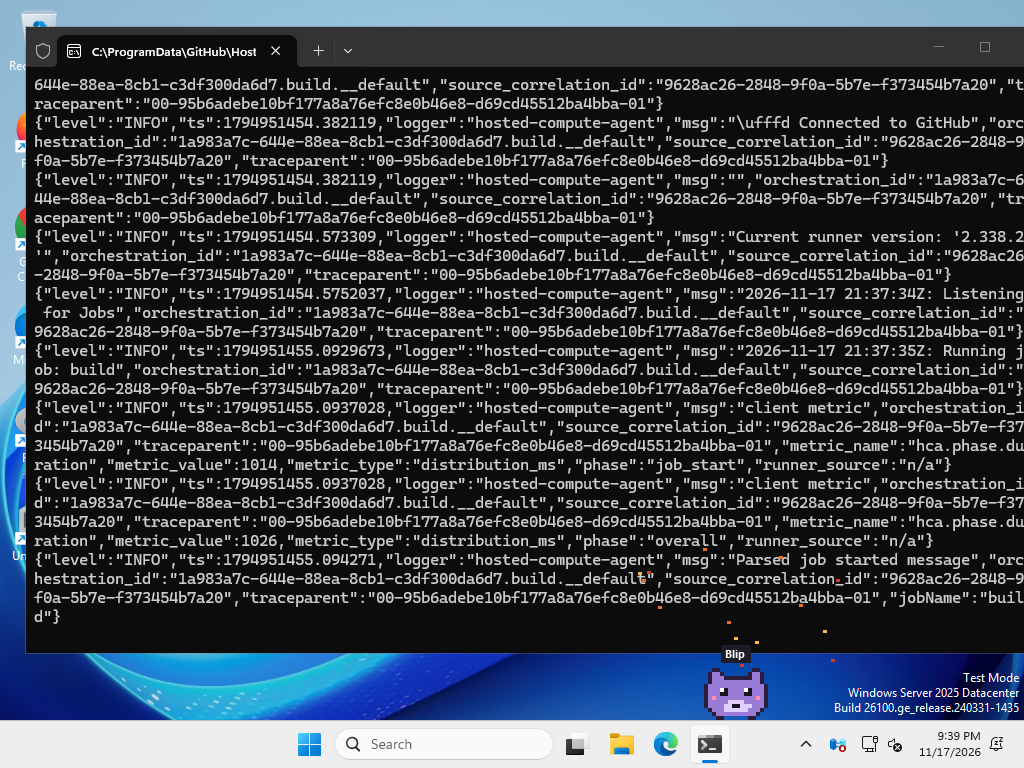 C:\ProgramData\GitHub\Host
644e-88ea-8cb1-c3df300da6d7.build.__default","source_correlation_id":"9628ac26-2848-9f0a-5b7e-f373454b7a20","t
raceparent":"00-95b6adebe10bf177a8a76efc8e0b46e8-d69cd45512ba4bba-01"}
{"level":"INFO","ts":1794951454.382119,"logger":"hosted-compute-agent","msg":"\ufffd Connected to GitHub","orc
hestration_id":"1a983a7c-644e-88ea-8cb1-c3df300da6d7.build.__default","source_correlation_id":"9628ac26-2848-9
f0a-5b7e-f373454b7a20","traceparent":"00-95b6adebe10bf177a8a76efc8e0b46e8-d69cd45512ba4bba-01"}
{"level":"INFO","ts":1794951454.382119,"logger":"hosted-compute-agent","msg":"","orchestration_id":"1a983a7c-6
44e-88ea-8cb1-c3df300da6d7.build.__default","source_correlation_id":"9628ac26-2848-9f0a-5b7e-f373454b7a20","tr
aceparent":"00-95b6adebe10bf177a8a76efc8e0b46e8-d69cd45512ba4bba-01"}
{"level":"INFO","ts":1794951454.573309,"logger":"hosted-compute-agent","msg":"Current runner version: '2.338.2
'","orchestration_id":"1a983a7c-644e-88ea-8cb1-c3df300da6d7.build.__default","source_correlation_id":"9628ac26
-2848-9f0a-5b7e-f373454b7a20","traceparent":"00-95b6adebe10bf177a8a76efc8e0b46e8-d69cd45512ba4bba-01"}
{"level":"INFO","ts":1794951454.5752037,"logger":"hosted-compute-agent","msg":"2026-11-17 21:37:34Z: Listening
for Jobs","orchestration_id":"1a983a7c-644e-88ea-8cb1-c3df300da6d7.build.__default","source_correlation_id":"
9628ac26-2848-9f0a-5b7e-f373454b7a20","traceparent":"00-95b6adebe10bf177a8a76efc8e0b46e8-d69cd45512ba4bba-01"}
{"level":"INFO","ts":1794951455.0929673,"logger":"hosted-compute-agent","msg":"2026-11-17 21:37:35Z: Running j
ob: build","orchestration_id":"1a983a7c-644e-88ea-8cb1-c3df300da6d7.build.__default","source_correlation_id":"
9628ac26-2848-9f0a-5b7e-f373454b7a20","traceparent":"00-95b6adebe10bf177a8a76efc8e0b46e8-d69cd45512ba4bba-01"}
{"level":"INFO","ts":1794951455.0937028,"logger":"hosted-compute-agent","msg":"client metric","orchestration_i
d":"1a983a7c-644e-88ea-8cb1-c3df300da6d7.build.__default","source_correlation_id":"9628ac26-2848-9f0a-5b7e-f37
3454b7a20","traceparent":"00-95b6adebe10bf177a8a76efc8e0b46e8-d69cd45512ba4bba-01","metric_name":"hca.phase.du
ration","metric_value":1014,"metric_type":"distribution_ms","phase":"job_start","runner_source":"n/a"}
{"level":"INFO","ts":1794951455.0937028,"logger":"hosted-compute-agent","msg":"client metric","orchestration_i
d":"1a983a7c-644e-88ea-8cb1-c3df300da6d7.build.__default","source_correlation_id":"9628ac26-2848-9f0a-5b7e-f37
3454b7a20","traceparent":"00-95b6adebe10bf177a8a76efc8e0b46e8-d69cd45512ba4bba-01","metric_name":"hca.phase.du
ration","metric_value":1026,"metric_type":"distribution_ms","phase":"overall","runner_source":"n/a"}
{"level":"INFO","ts":1794951455.094271,"logger":"hosted-compute-agent","msg":"Parsed job started message","orc
hestration_id":"1a983a7c-644e-88ea-8cb1-c3df300da6d7.build.__default","source_correlation_id":"9628ac26-2848-9
f0a-5b7e-f373454b7a20","traceparent":"00-95b6adebe10bf177a8a76efc8e0b46e8-d69cd45512ba4bba-01","jobName":"buil
d"}
Blip
Test Mode
Windows Server 2025 Datacenter
Build 26100.ge_release.240331-1435
Search
9:39 PM
11/17/2026